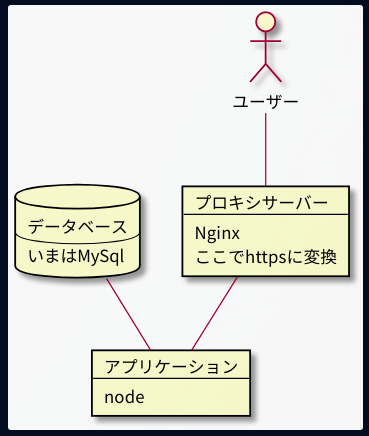 ユーザー
データベース
いまはMySql
プロキシサーバー
Nginx
ここでhttpsに変換
アプリケーション
node